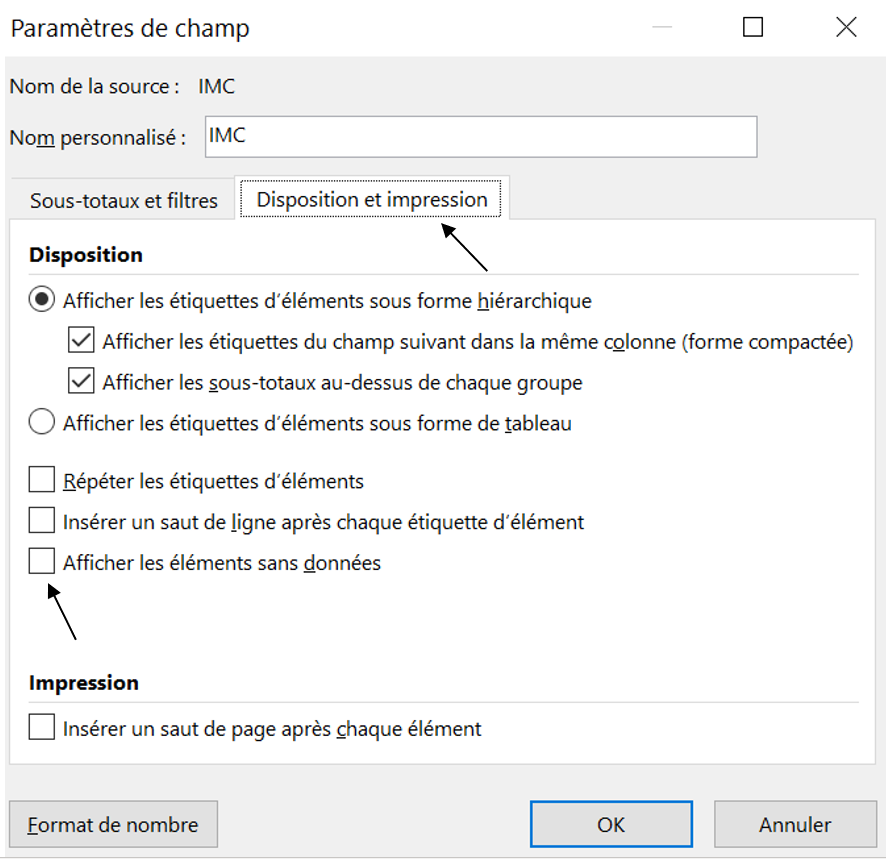 Paramètres de champ
Nom de la source : IMC
Nom personnalisé : IMC
Sous-totaux et filtres Disposition et impression
Disposition
Afficher les étiquettes d'éléments sous forme hiérarchique
Afficher les étiquettes du champ suivant dans la même colonne (forme compactée)
Afficher les sous-totaux au-dessus de chaque groupe
Afficher les étiquettes d'éléments sous forme de tableau
Répéter les étiquettes d'éléments
Insérer un saut de ligne après chaque étiquette d'élément
Afficher les éléments sans données
Impression
Insérer un saut de page après chaque élément
Format de nombre OK Annuler